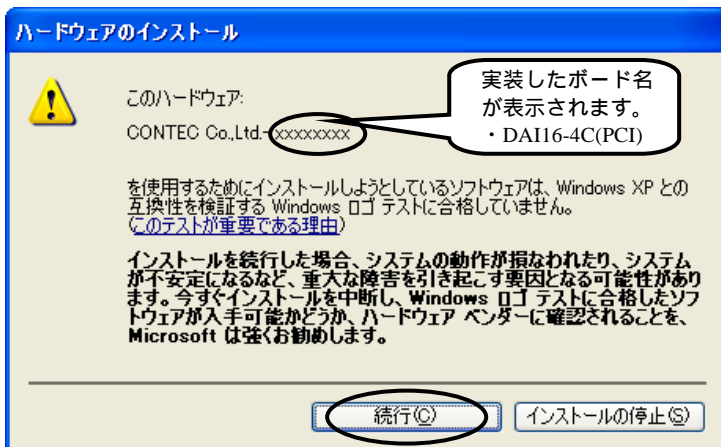 ハードウェアのインストール
このハードウェア:
CONTEC Co.,Ltd.-xxxxxxxx
実装したボード名
が表示されます。
・DAI16-4C(PCI)
を使用するためにインストールしようとしているソフトウェアは、Windows XP との
互換性を検証する Windows ロゴ テストに合格していません。
(このテストが重要である理由)
インストールを続行した場合、システムの動作が損なわれたり、システム
が不安定になるなど、重大な障害を引き起こす要因となる可能性があり
ます。今すぐインストールを中断し、Windows ロゴ テストに合格したソフ
トウェアが入手可能かどうか、ハードウェア ベンダーに確認されることを、
Microsoft は強くお勧めします。
続行(C)
インストールの停止(S)